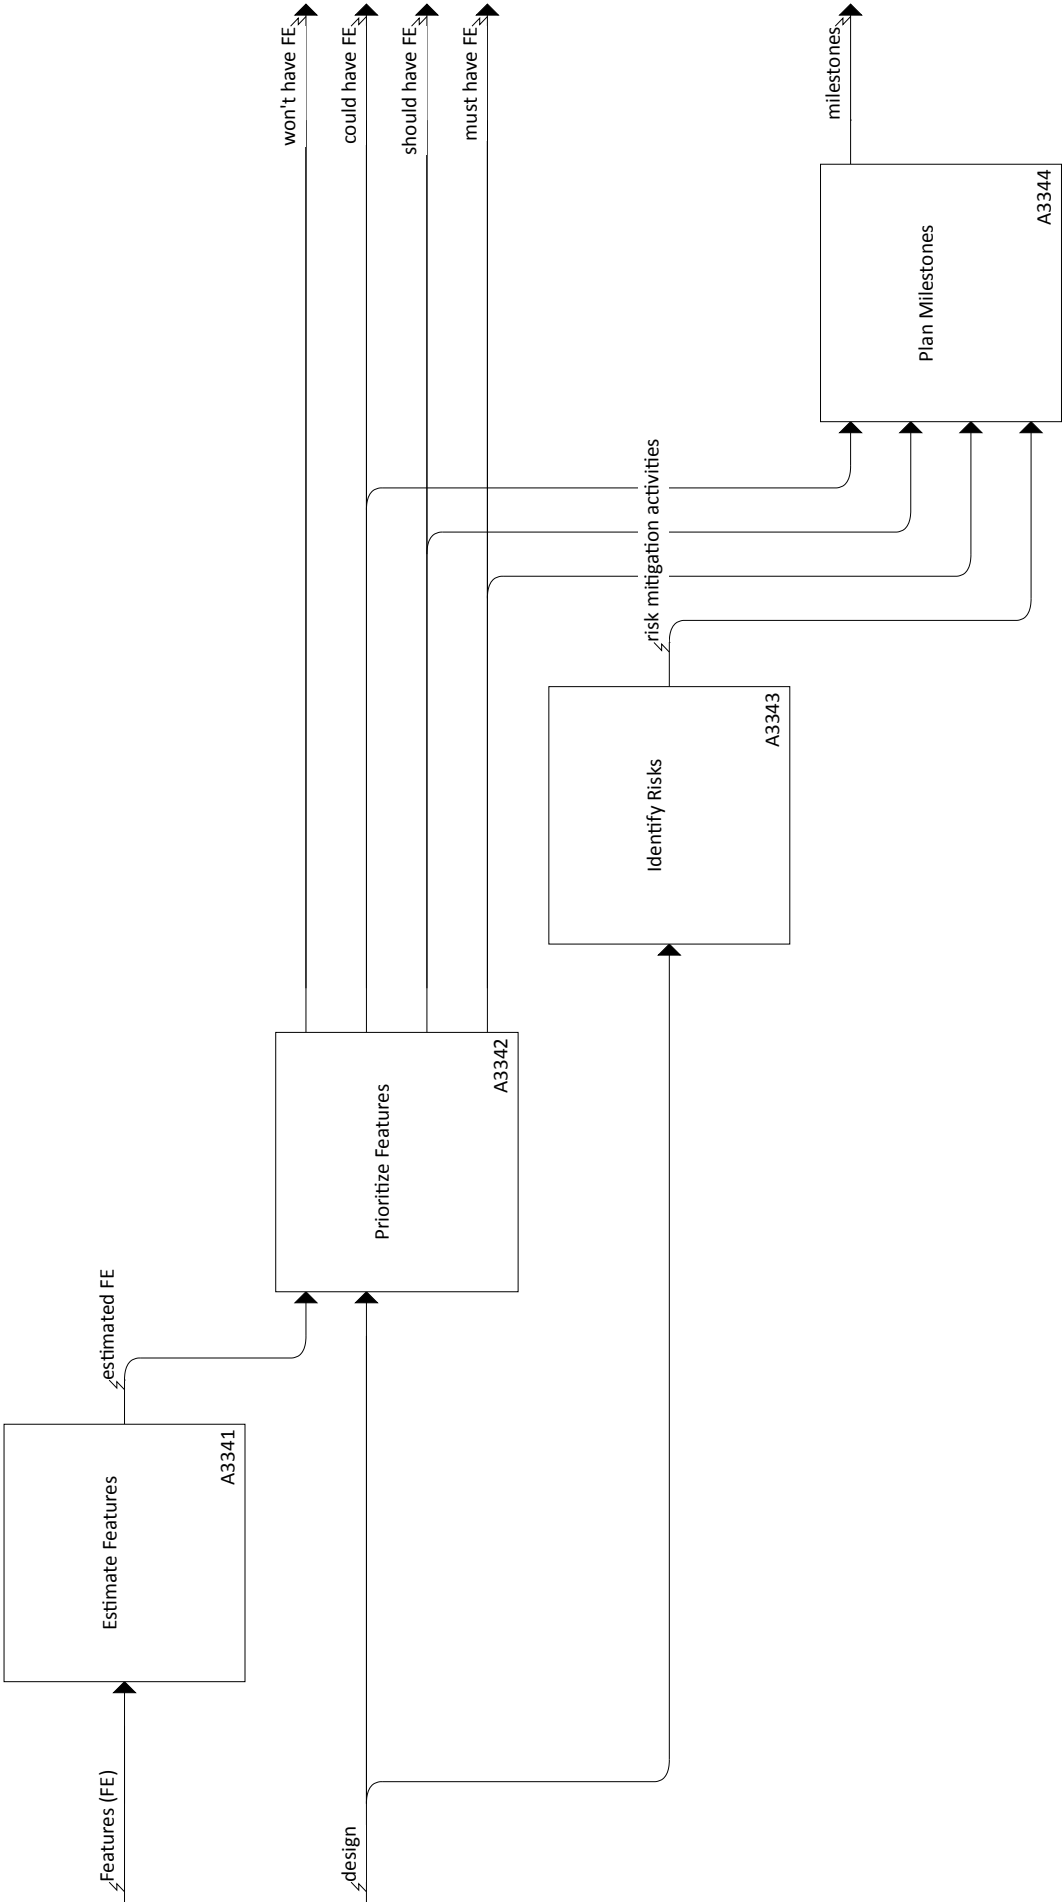 Features (FE)
Estimate Features
A3341
estimated FE
design
Prioritize Features
A3342
won't have FE
could have FE
should have FE
must have FE
Identify Risks
A3343
risk mitigation activities
Plan Milestones
A3344
milestones